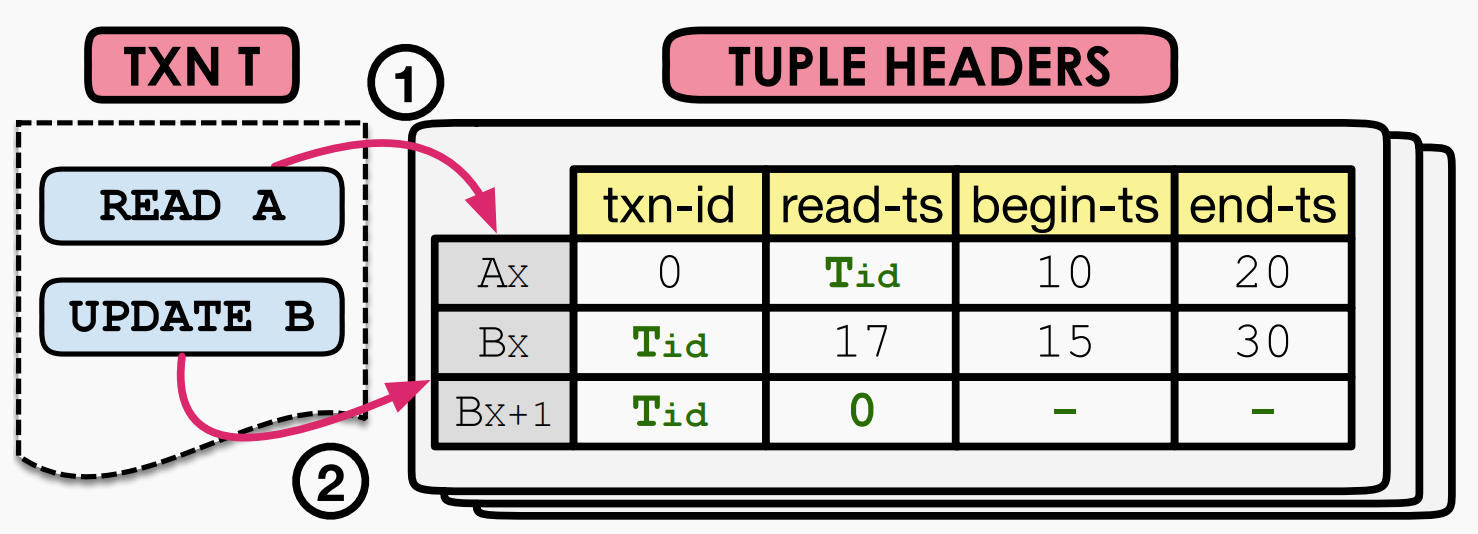 TXN T
1
TUPLE HEADERS
READ A
UPDATE B
2
txn-id read-ts begin-ts end-ts
Ax 0 Tid 10 20
Bx Tid 17 15 30
Bx+1 Tid 0 - -